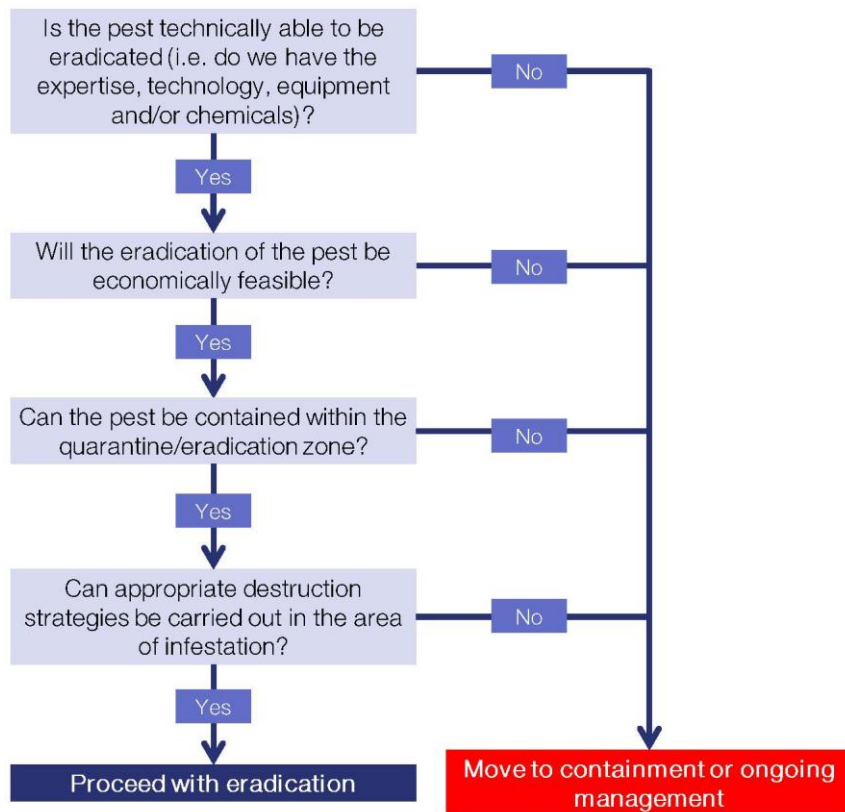 Is the pest technically able to be
eradicated (i.e. do we have the
expertise, technology, equipment
and/or chemicals)?
No
Yes
Will the eradication of the pest be
economically feasible?
No
Yes
Can the pest be contained within the
quarantine/eradication zone?
No
Yes
Can appropriate destruction
strategies be carried out in the area
of infestation?
No
Yes
Proceed with eradication
Move to containment or ongoing
management